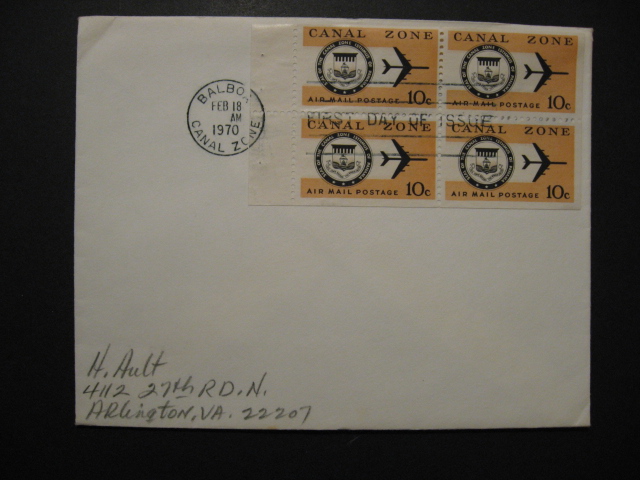 CANAL ZONE
AIR MAIL POSTAGE 10c
CANAL ZONE
AIR MAIL POSTAGE 10c
CANAL ZONE
AIR MAIL POSTAGE 10c
CANAL ZONE
AIR MAIL POSTAGE 10c
FIRST DAY OF ISSUE
BALBOA
FEB 18
AM
1970
CANAL ZONE
H. Ault
4112 27th RD. N.
Arlington, VA. 22207